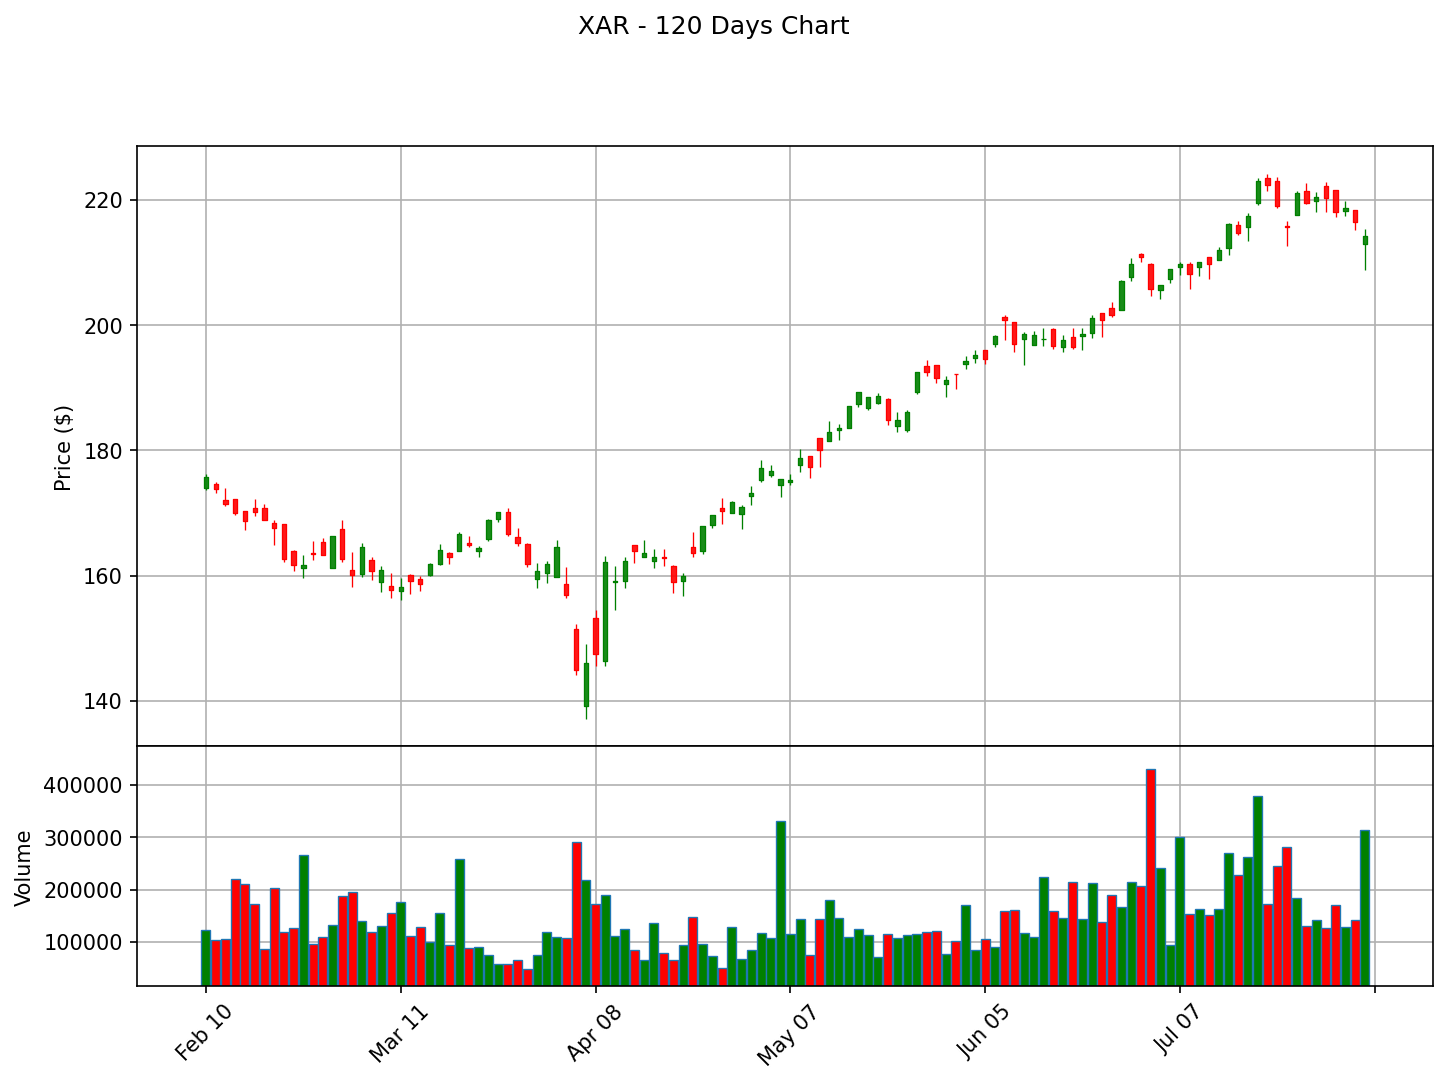 XAR - 120 Days Chart
Price ($)
220
200
180
160
140
Volume
400000
300000
200000
100000
Feb 10
Mar 11
Apr 08
May 07
Jun 05
Jul 07